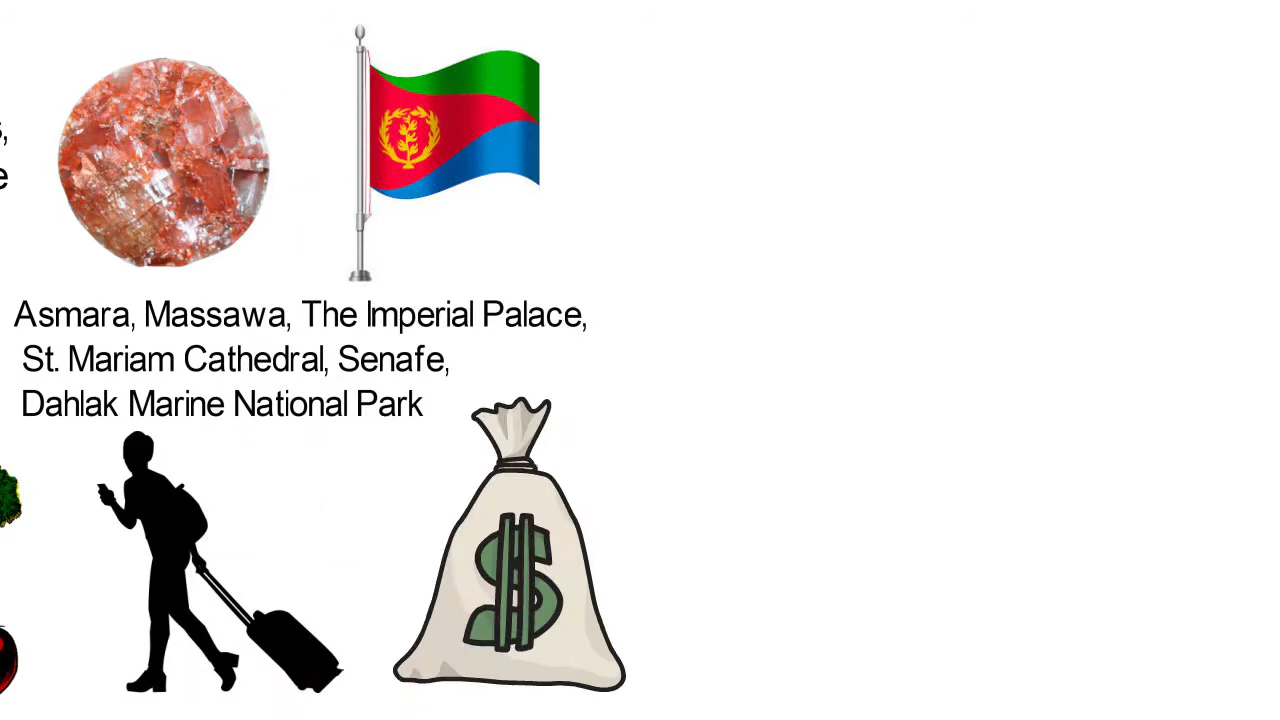 Asmara, Massawa, The Imperial Palace,
St. Mariam Cathedral, Senafe,
Dahlak Marine National Park